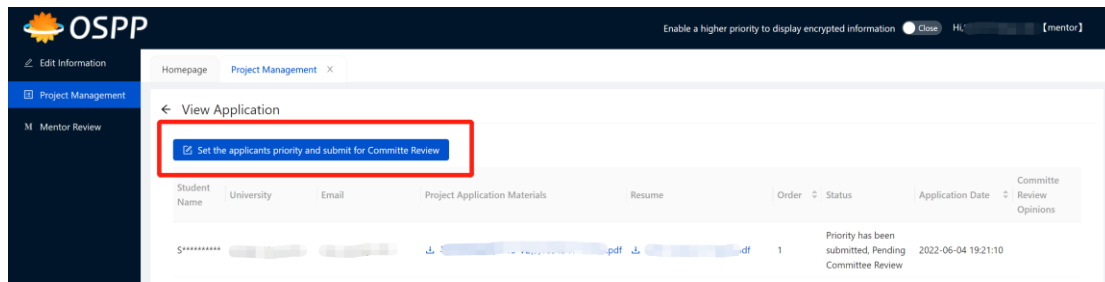 OSPP
Enable a higher priority to display encrypted information Close Hi, 【mentor】
Edit Information
Homepage Project Management ×
Project Management
← View Application
M Mentor Review
Set the applicants priority and submit for Committe Review
Student Name University Email Project Application Materials Resume Order Status Application Date Committe Review Opinions
S********** pdf df 1 Priority has been submitted, Pending Committee Review 2022-06-04 19:21:10